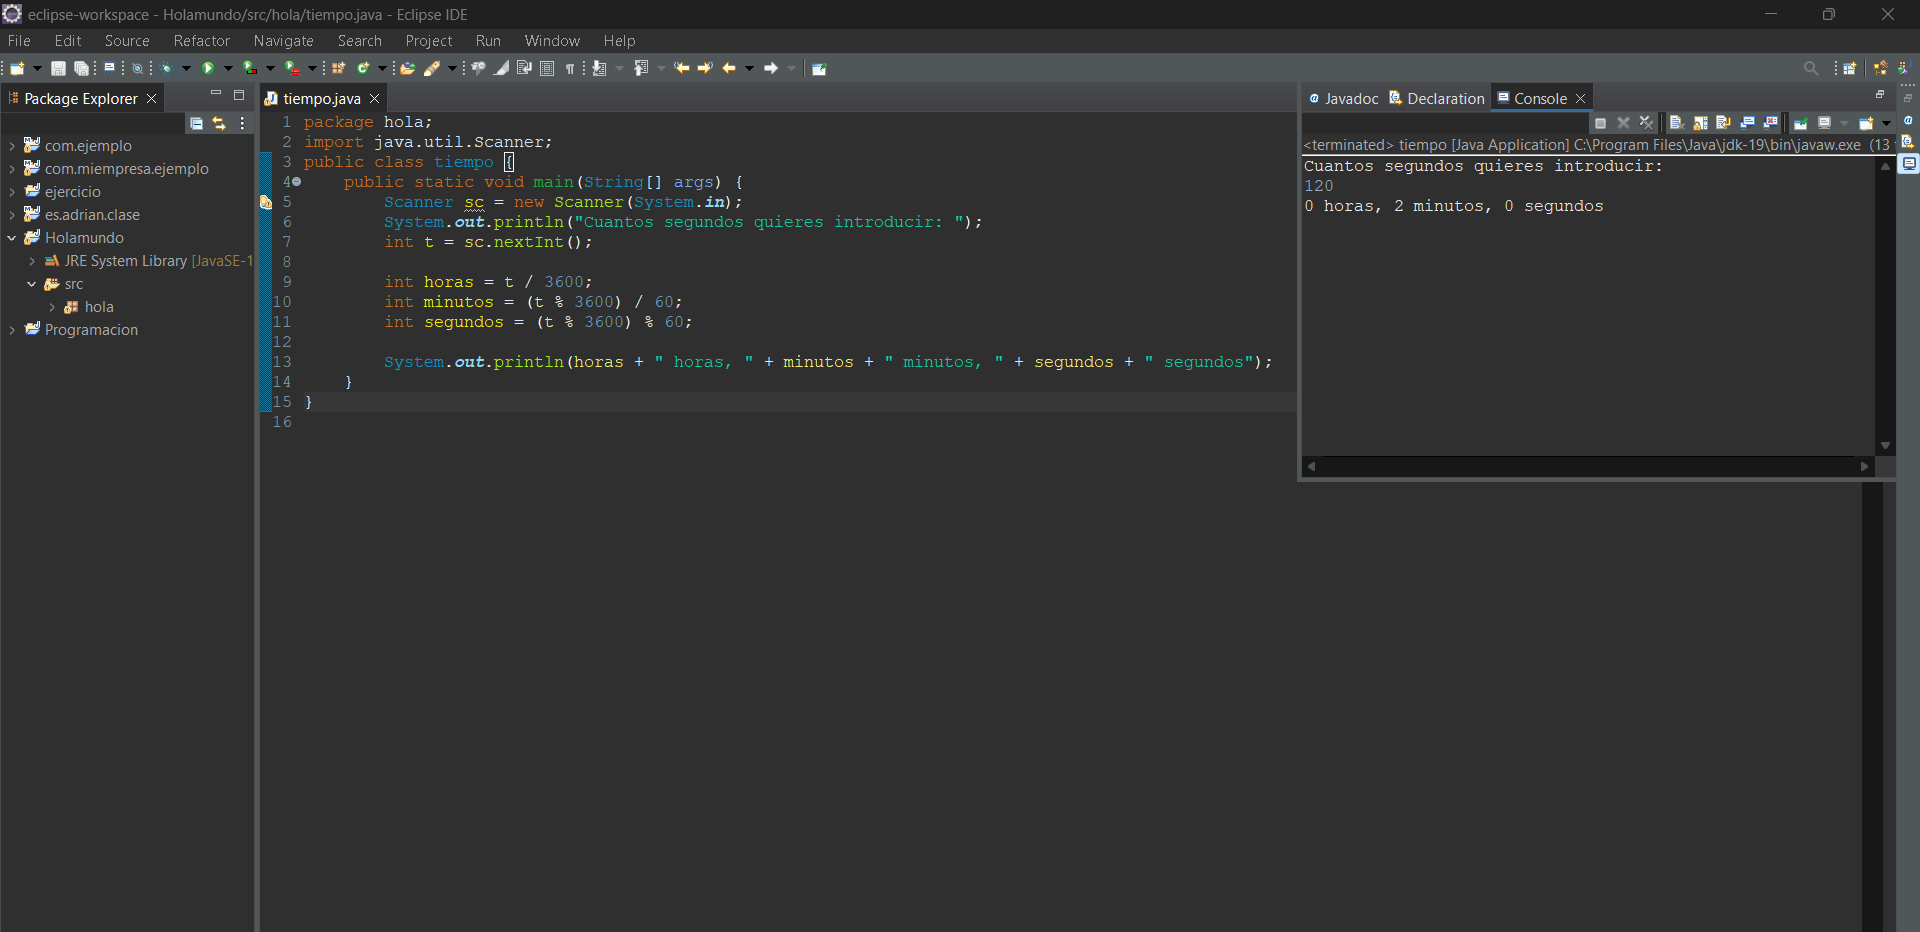 eclipse-workspace - Holamundo/src/hola/tiempo.java - Eclipse IDE
File Edit Source Refactor Navigate Search Project Run Window Help
Package Explorer
com.ejemplo
com.miempresa.ejemplo
ejercicio
es.adrian.clase
Holamundo
JRE System Library [JavaSE-1
src
hola
Programacion
tiempo.java
1 package hola;
2 import java.util.Scanner;
3 public class tiempo {
4 public static void main(String[] args) {
5 Scanner sc = new Scanner(System.in);
6 System.out.println("Cuantos segundos quieres introducir: ");
7 int t = sc.nextInt();
8
9 int horas = t / 3600;
10 int minutos = (t % 3600) / 60;
11 int segundos = (t % 3600) % 60;
12
13 System.out.println(horas + " horas, " + minutos + " minutos, " + segundos + " segundos");
14 }
15 }
16
Javadoc Declaration Console
<terminated> tiempo [Java Application] C:\Program Files\Java\jdk-19\bin\javaw.exe (13
Cuantos segundos quieres introducir:
120
0 horas, 2 minutos, 0 segundos